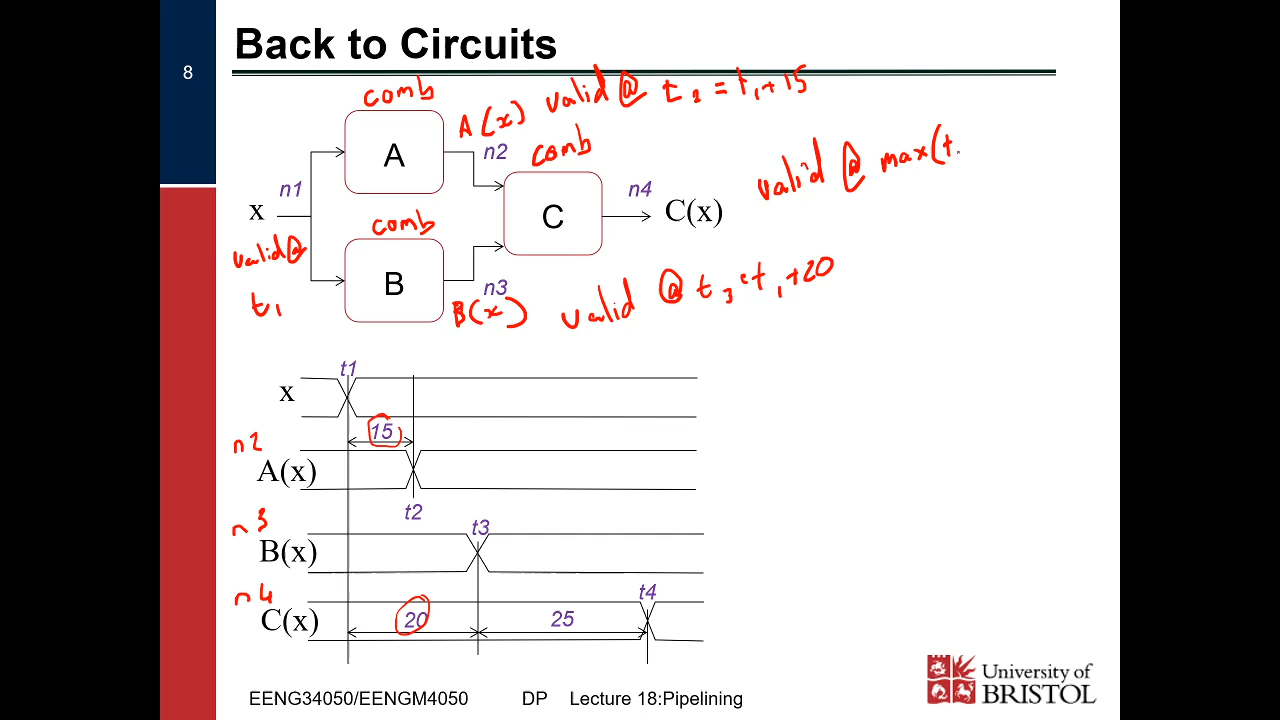 8
Back to Circuits
comb
A(x) valid @ t2 = t1+15
A
n2
comb
valid @ max(t
n1
x
comb
C
n4
C(x)
valid@
t1
B
n3
B(x) valid @ t3 = t1+20
t1
x
15
n2
A(x)
t2
n3
t3
B(x)
n4
t4
C(x)
20
25
EENG34050/EENGM4050 DP Lecture 18:Pipelining
University of
BRISTOL